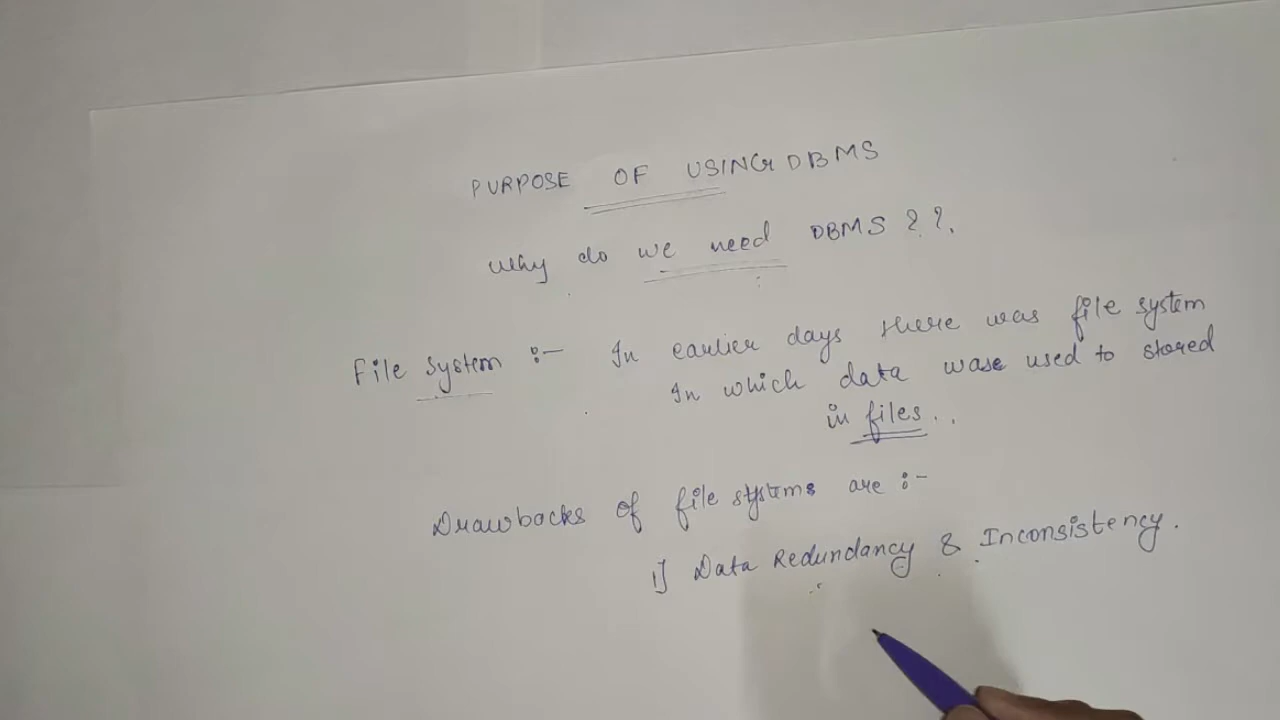 PURPOSE OF USING DBMS
Why do we need DBMS ??.
File System :- In earlier days there was file system
In which data wase used to stored
in files . .
Drawbacks of file systems are :-
1] Data Redundancy & Inconsistency.